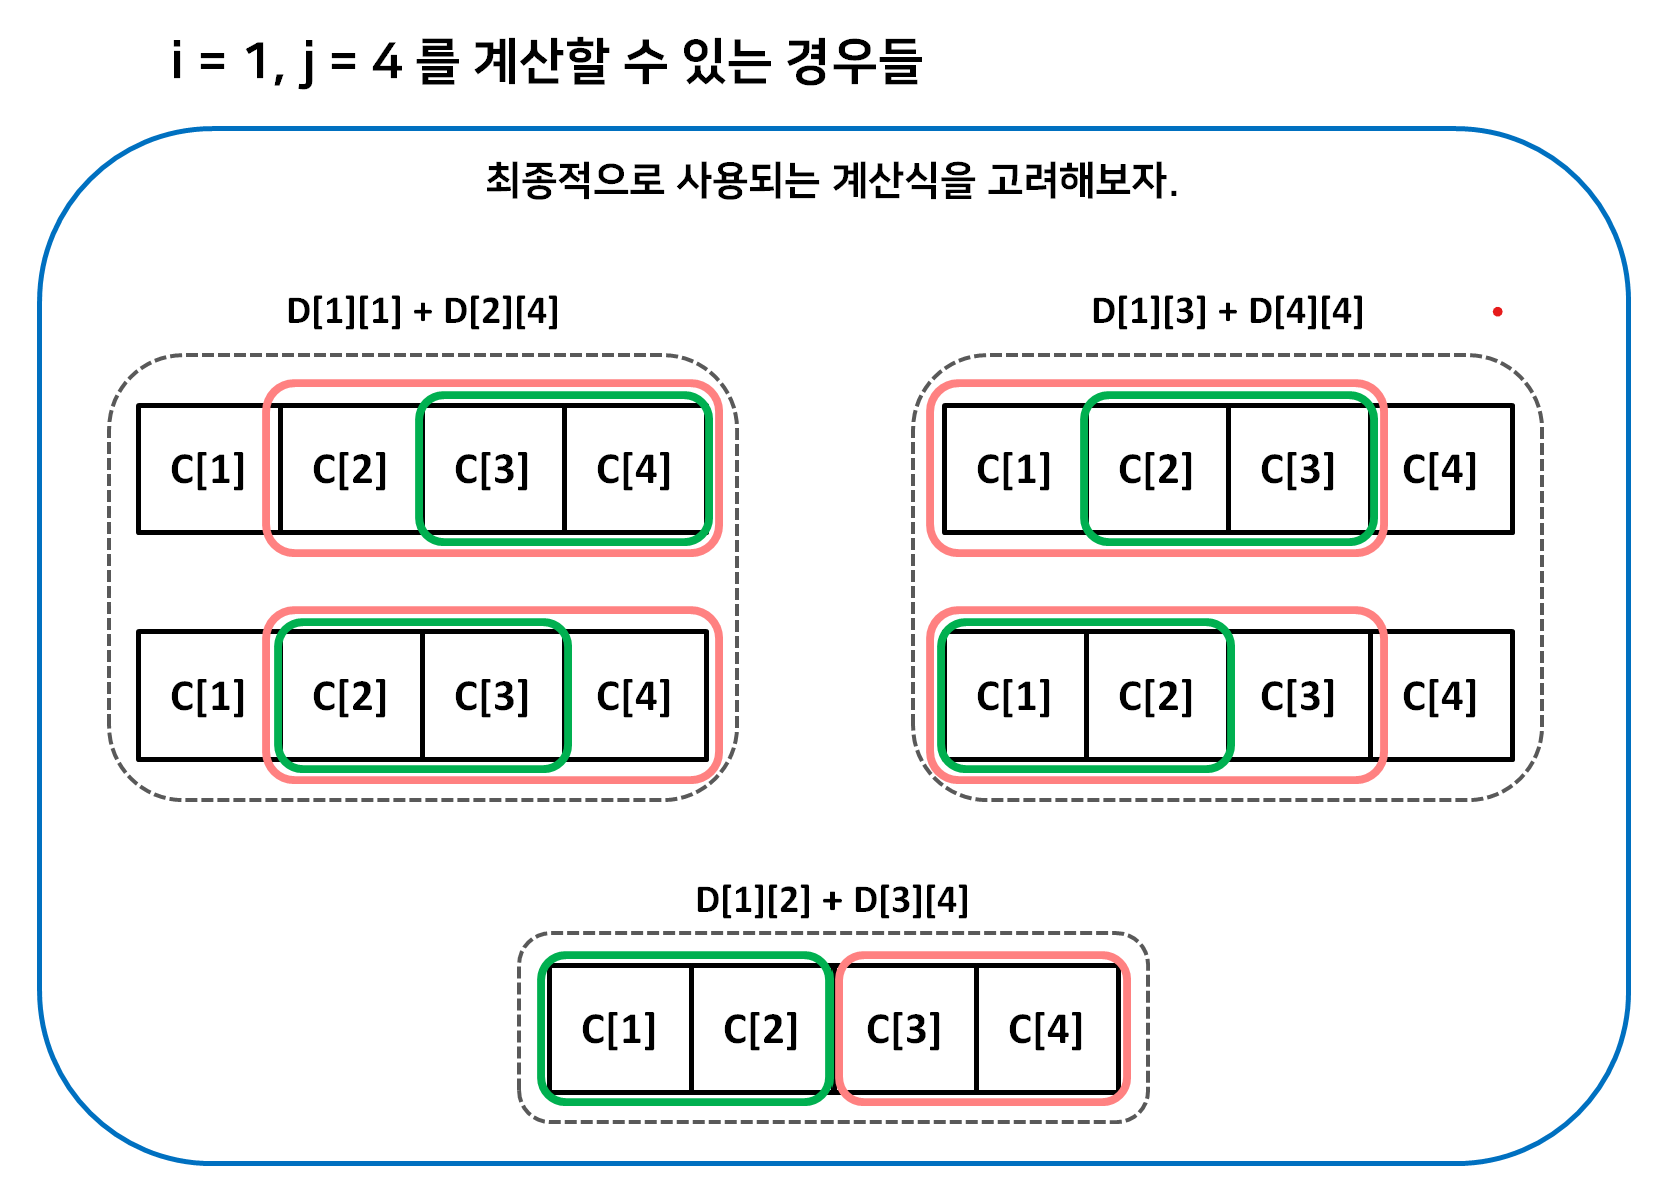 i = 1, j = 4 를 계산할 수 있는 경우들
최종적으로 사용되는 계산식을 고려해보자.
D[1][1] + D[2][4]
C[1] C[2] C[3] C[4]
C[1] C[2] C[3] C[4]
D[1][3] + D[4][4]
C[1] C[2] C[3] C[4]
C[1] C[2] C[3] C[4]
D[1][2] + D[3][4]
C[1] C[2] C[3] C[4]